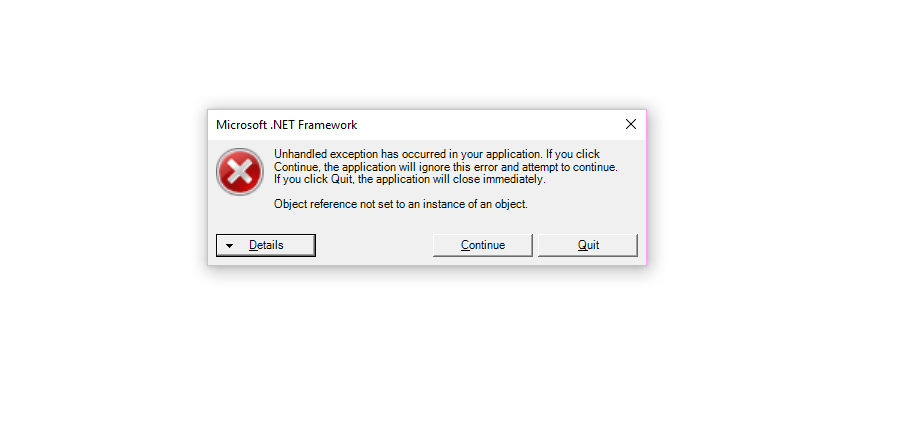 Microsoft .NET Framework
Unhandled exception has occurred in your application. If you click
Continue, the application will ignore this error and attempt to continue.
If you click Quit, the application will close immediately.
Object reference not set to an instance of an object.
Details Continue Quit